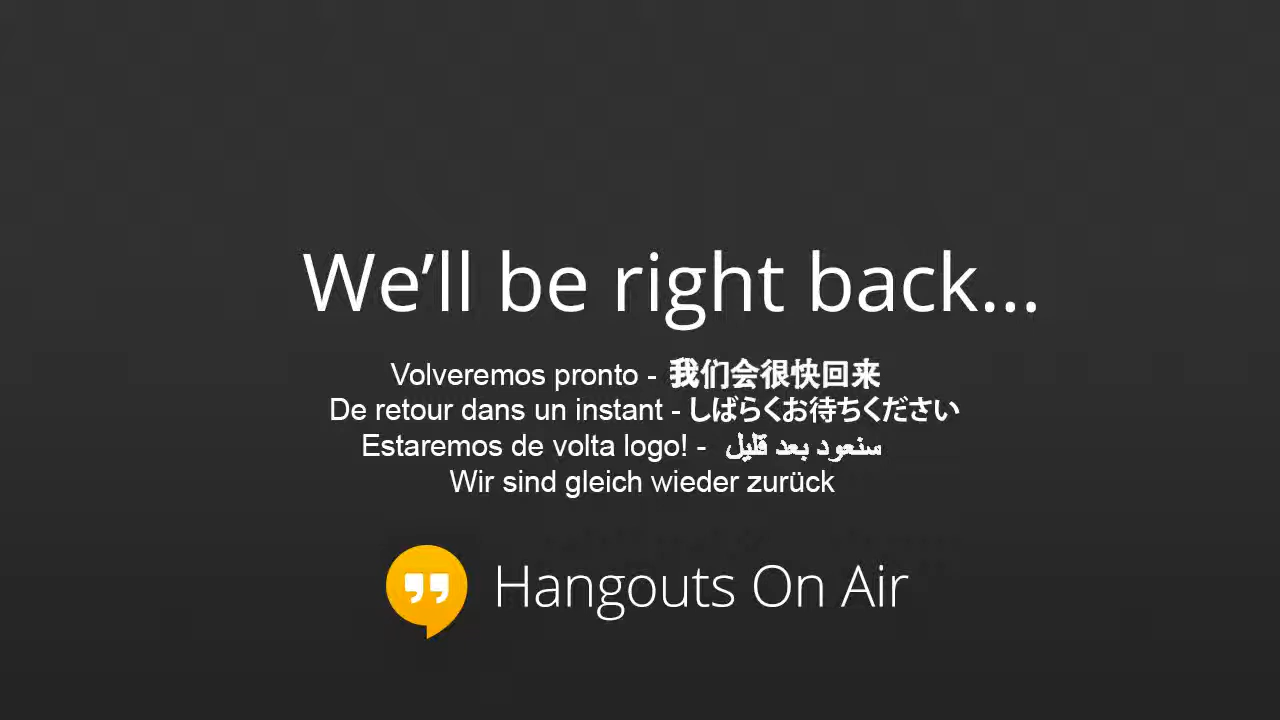 We’ll be right back...
Volveremos pronto - 我们会很快回来
De retour dans un instant - しばらくお待ちください
Estaremos de volta logo! - سنعود بعد قليل
Wir sind gleich wieder zurück
Hangouts On Air